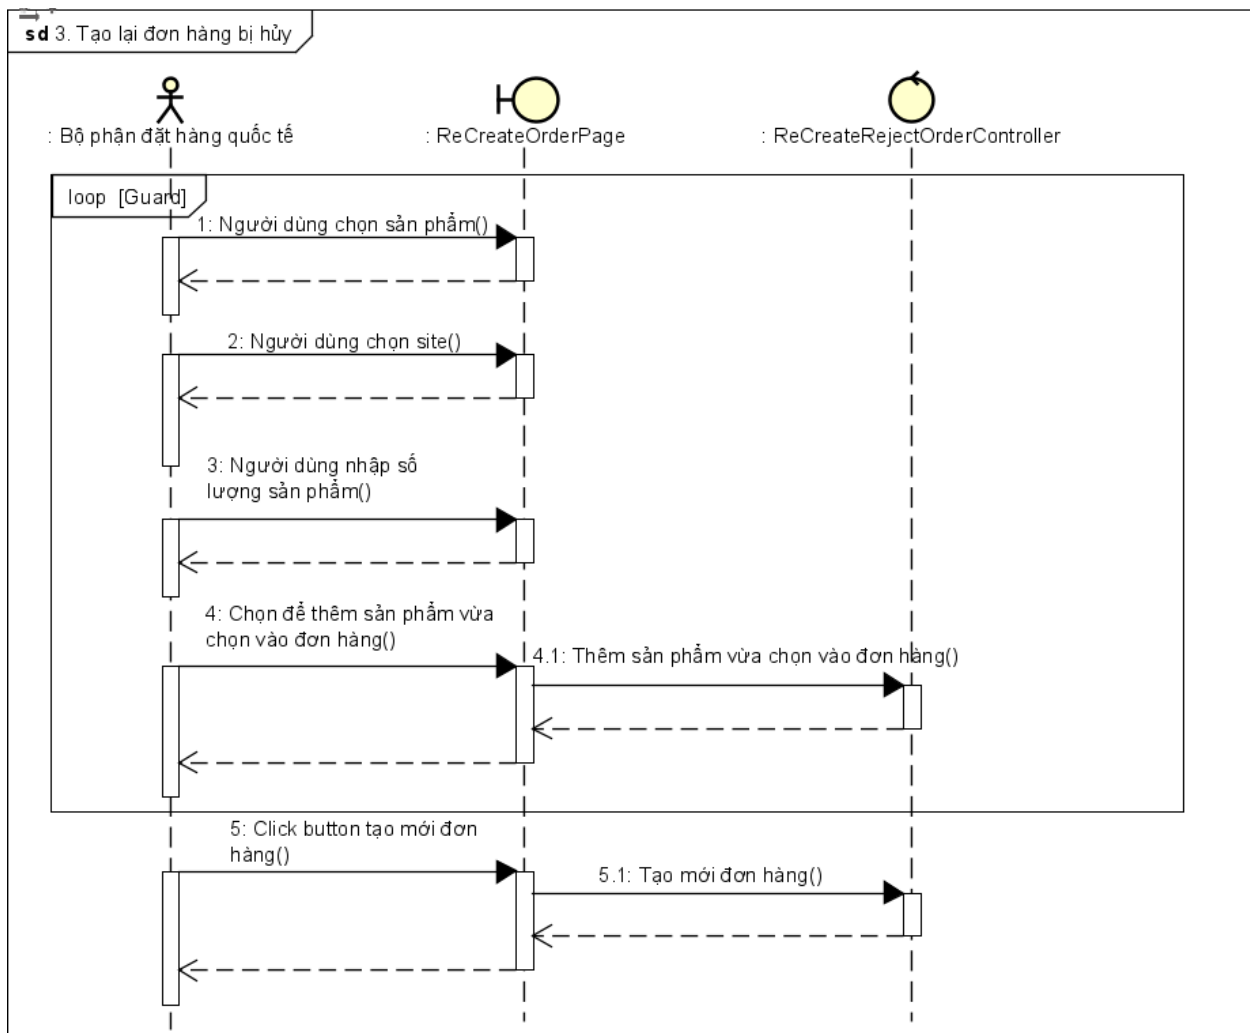 sd 3. Tạo lại đơn hàng bị hủy
: Bộ phận đặt hàng quốc tế
: ReCreateOrderPage
: ReCreateRejectOrderController
loop [Guard]
1: Người dùng chọn sản phẩm()
2: Người dùng chọn site()
3: Người dùng nhập số
lượng sản phẩm()
4: Chọn để thêm sản phẩm vừa
chọn vào đơn hàng()
4.1: Thêm sản phẩm vừa chọn vào đơn hàng()
5: Click button tạo mới đơn
hàng()
5.1: Tạo mới đơn hàng()